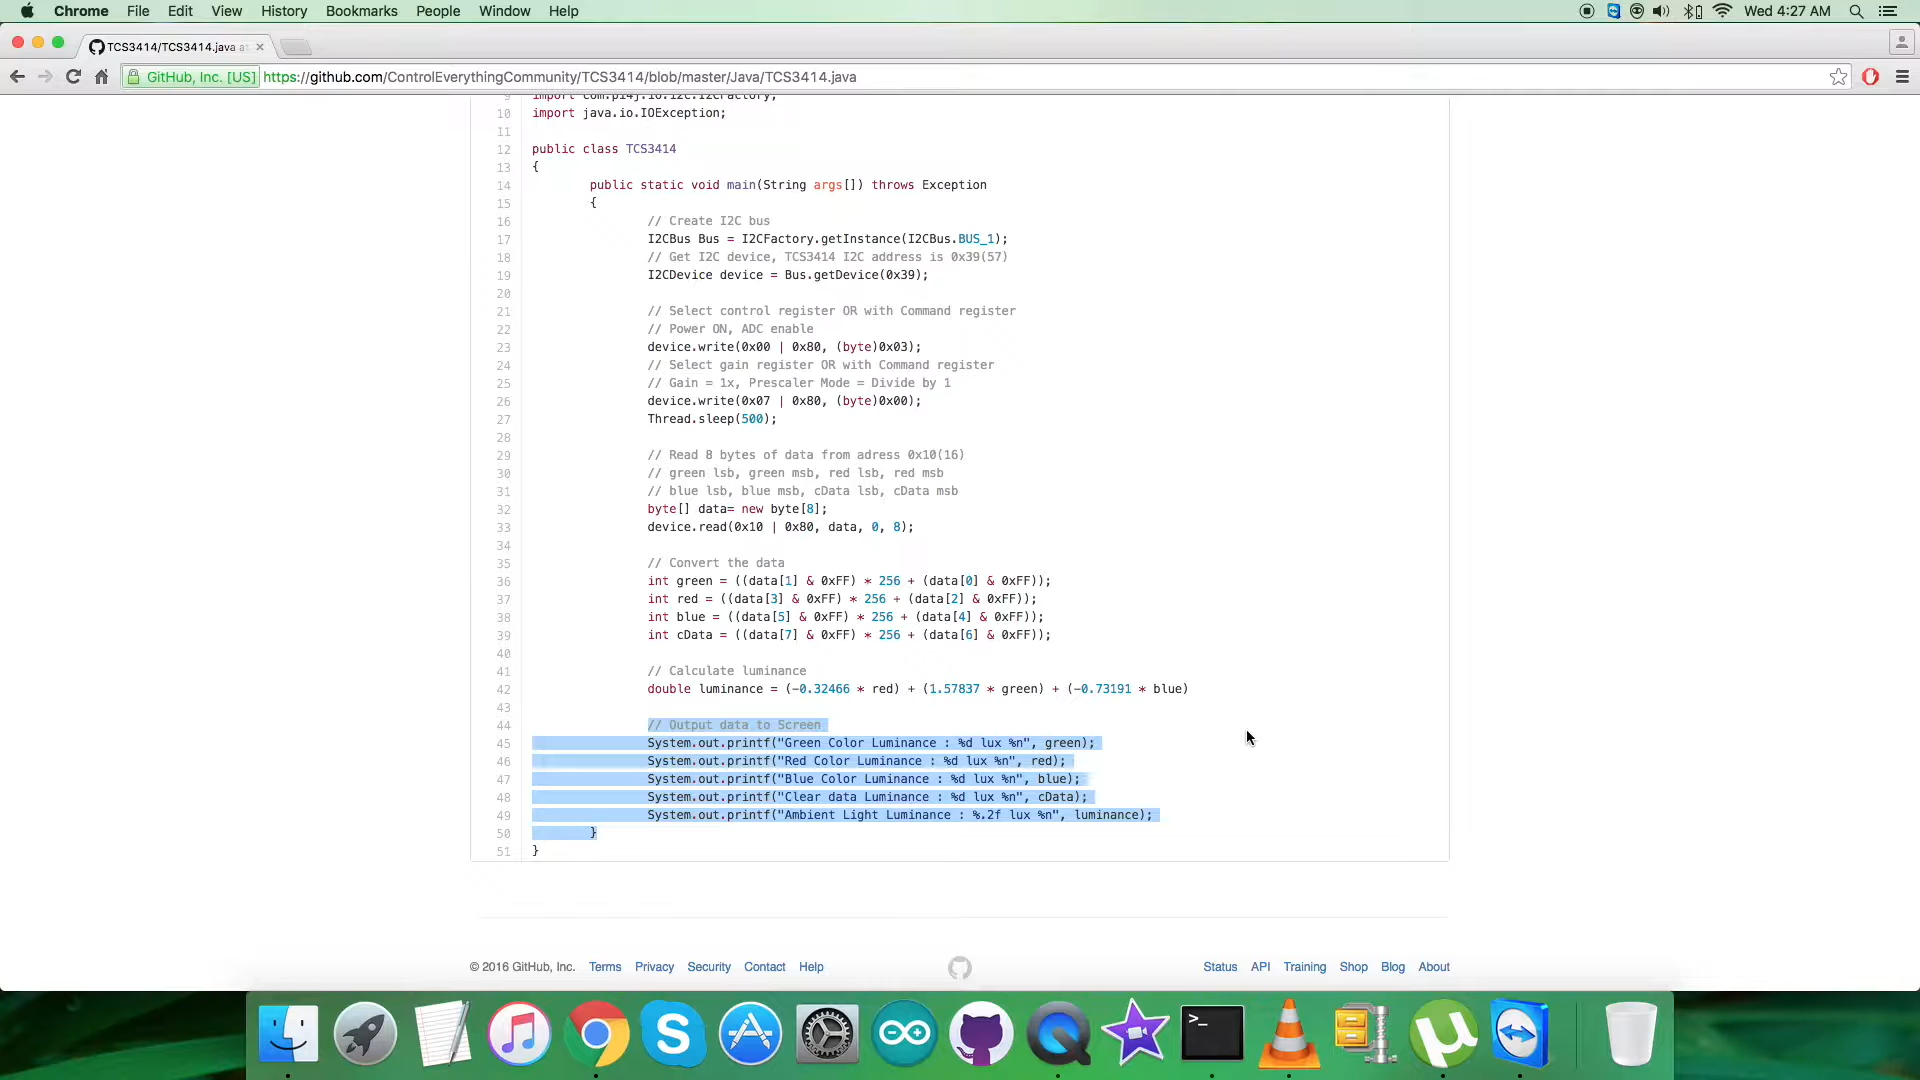 Chrome File Edit View History Bookmarks People Window Help Wed 4:27 AM
TCS3414/TCS3414.java at
GitHub, Inc. [US] https://github.com/ControlEverythingCommunity/TCS3414/blob/master/Java/TCS3414.java
9 import com.pi4j.io.i2c.I2CFactory;
10 import java.io.IOException;
11
12 public class TCS3414
13 {
14 public static void main(String args[]) throws Exception
15 {
16 // Create I2C bus
17 I2CBus Bus = I2CFactory.getInstance(I2CBus.BUS_1);
18 // Get I2C device, TCS3414 I2C address is 0x39(57)
19 I2CDevice device = Bus.getDevice(0x39);
20
21 // Select control register OR with Command register
22 // Power ON, ADC enable
23 device.write(0x00 | 0x80, (byte)0x03);
24 // Select gain register OR with Command register
25 // Gain = 1x, Prescaler Mode = Divide by 1
26 device.write(0x07 | 0x80, (byte)0x00);
27 Thread.sleep(500);
28
29 // Read 8 bytes of data from adress 0x10(16)
30 // green lsb, green msb, red lsb, red msb
31 // blue lsb, blue msb, cData lsb, cData msb
32 byte[] data= new byte[8];
33 device.read(0x10 | 0x80, data, 0, 8);
34
35 // Convert the data
36 int green = ((data[1] & 0xFF) * 256 + (data[0] & 0xFF));
37 int red = ((data[3] & 0xFF) * 256 + (data[2] & 0xFF));
38 int blue = ((data[5] & 0xFF) * 256 + (data[4] & 0xFF));
39 int cData = ((data[7] & 0xFF) * 256 + (data[6] & 0xFF));
40
41 // Calculate luminance
42 double luminance = (-0.32466 * red) + (1.57837 * green) + (-0.73191 * blue)
43
44 // Output data to Screen
45 System.out.printf("Green Color Luminance : %d lux %n", green);
46 System.out.printf("Red Color Luminance : %d lux %n", red);
47 System.out.printf("Blue Color Luminance : %d lux %n", blue);
48 System.out.printf("Clear data Luminance : %d lux %n", cData);
49 System.out.printf("Ambient Light Luminance : %.2f lux %n", luminance);
50 }
51 }
© 2016 GitHub, Inc. Terms Privacy Security Contact Help Status API Training Shop Blog About